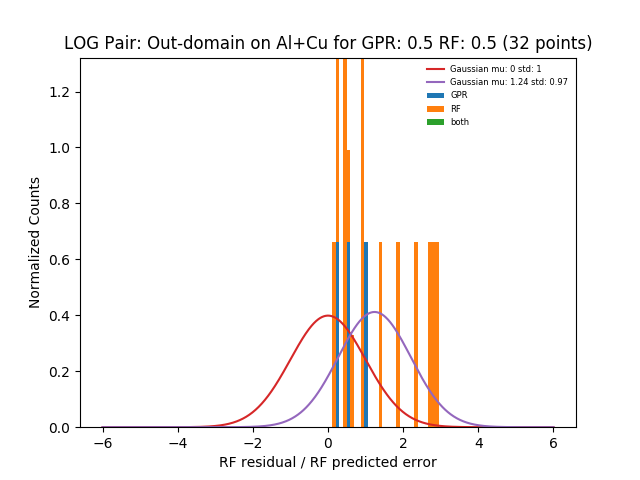 LOG Pair: Out-domain on Al+Cu for GPR: 0.5 RF: 0.5 (32 points)
Gaussian mu: 0 std: 1
Gaussian mu: 1.24 std: 0.97
GPR
RF
both
Normalized Counts
1.2
1.0
0.8
0.6
0.4
0.2
0.0
−6 −4 −2 0 2 4 6
RF residual / RF predicted error